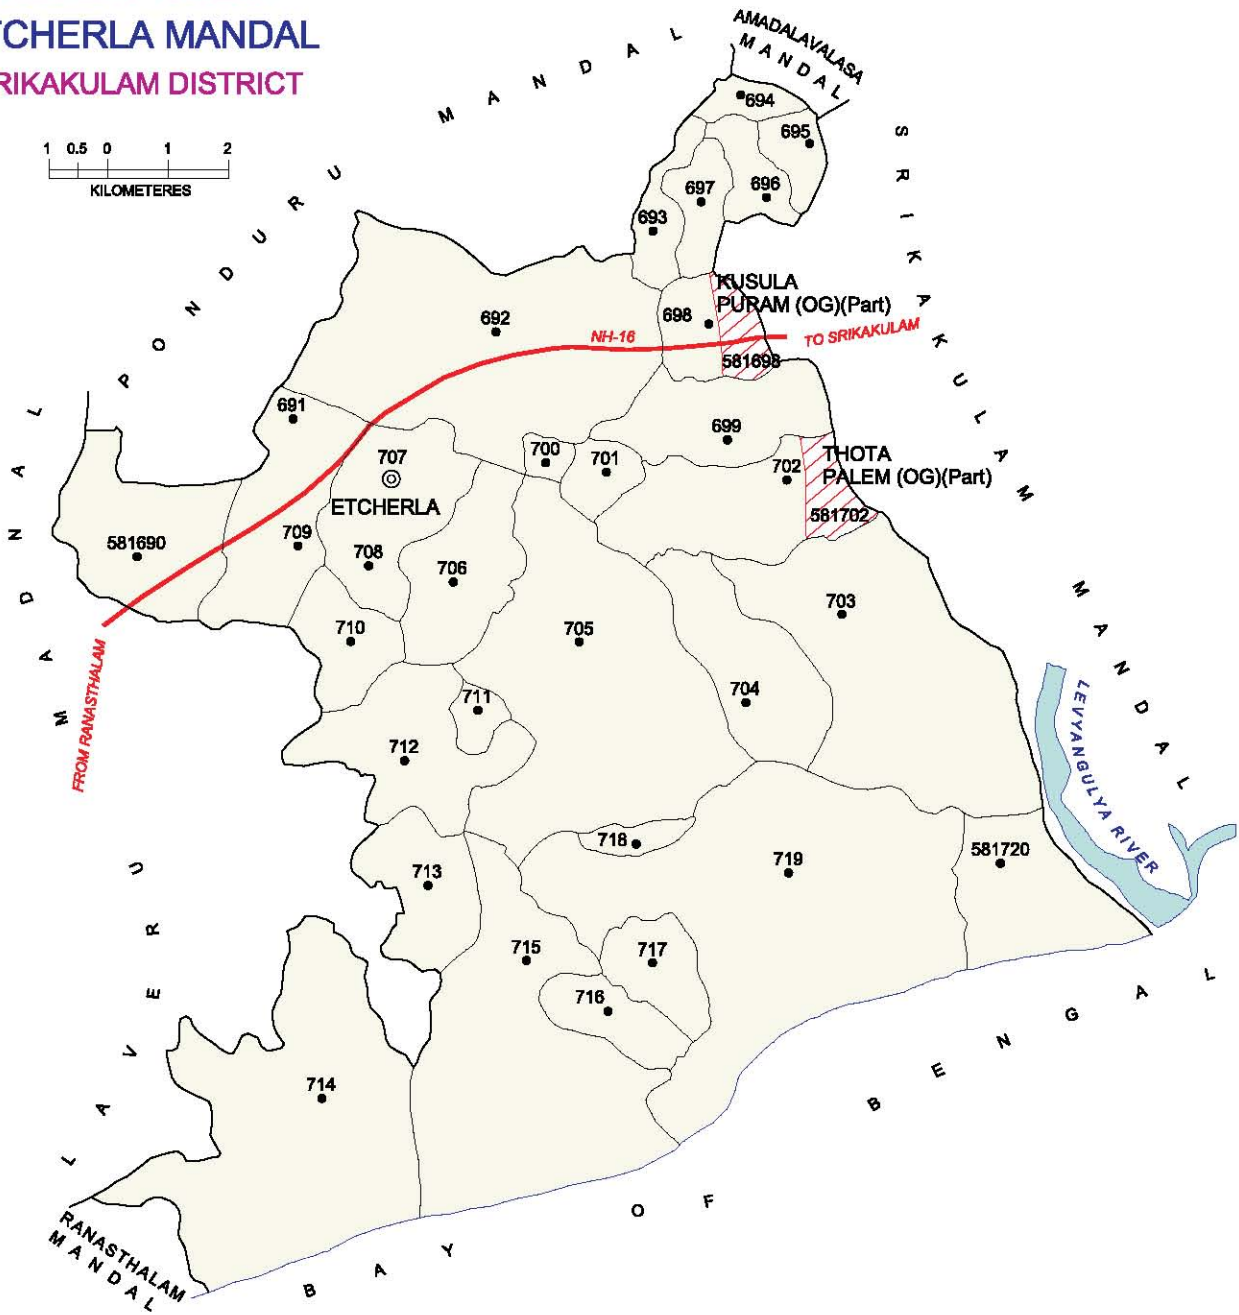 TCHERLA MANDAL
RIKAKULAM DISTRICT
1 0.5 0 1 2
KILOMETERES
AMADALAVALASA
MANDAL
PONDURU MANDAL
SRIKAKULAM MANDAL
694
695
697
696
693
KUSULA
PURAM (OG)(Part)
698
692
NH-16
TO SRIKAKULAM
581698
691
699
700
701
702
707
THOTA
PALEM (OG)(Part)
ETCHERLA
581702
581690
709
708
706
703
710
705
704
711
712
FROM RANASTHALAM
LEVYANGULYA RIVER
718
719
581720
713
715
717
716
714
LAVERU MADNAL
RANASTHALAM
MANDAL
BAY OF BENGAL